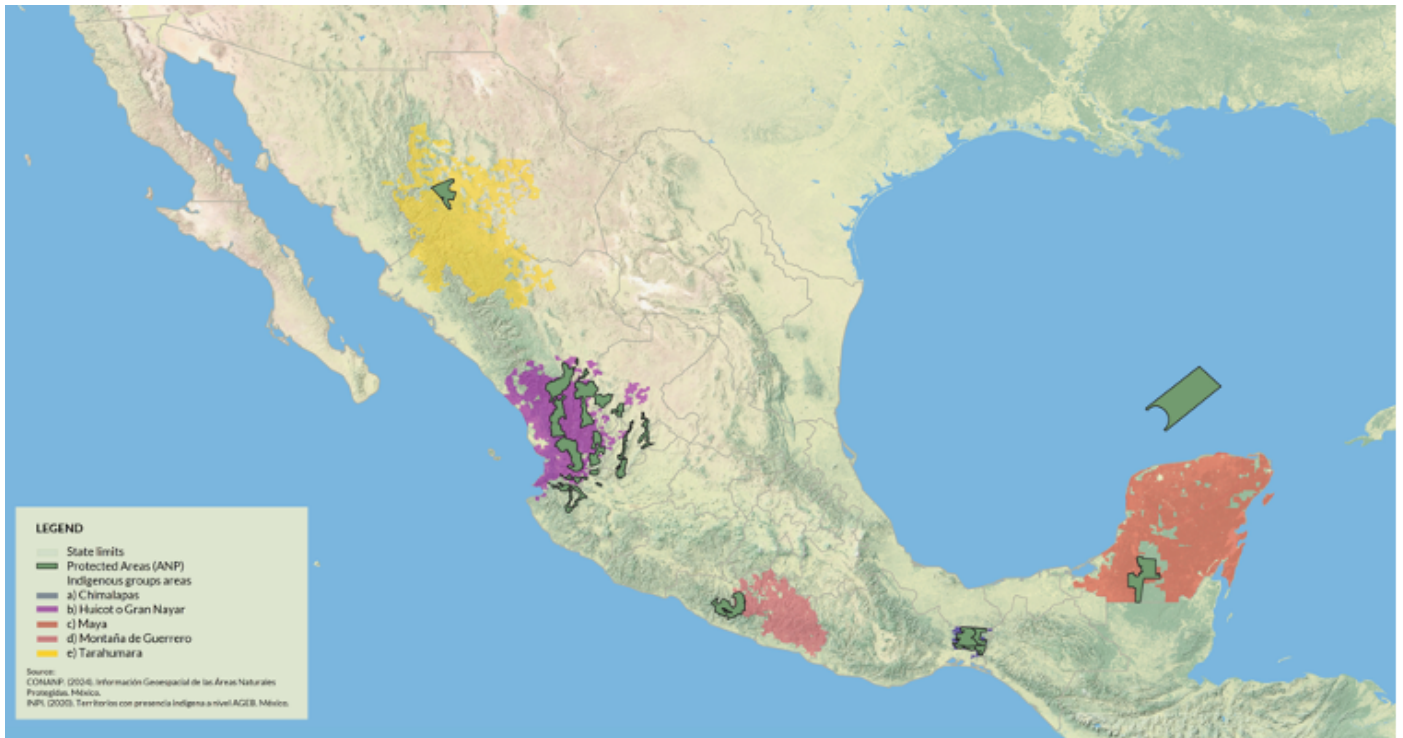 LEGEND
State limits
Protected Areas (ANP)
Indigenous groups areas
a) Chimalapas
b) Huicot o Gran Nayar
c) Maya
d) Montaña de Guerrero
e) Tarahumara
Source:
CONANP. (2024). Información Geoespacial de las Áreas Naturales
Protegidas. México.
INPI. (2020). Territorios con presencia indígena a nivel AGEB. México.